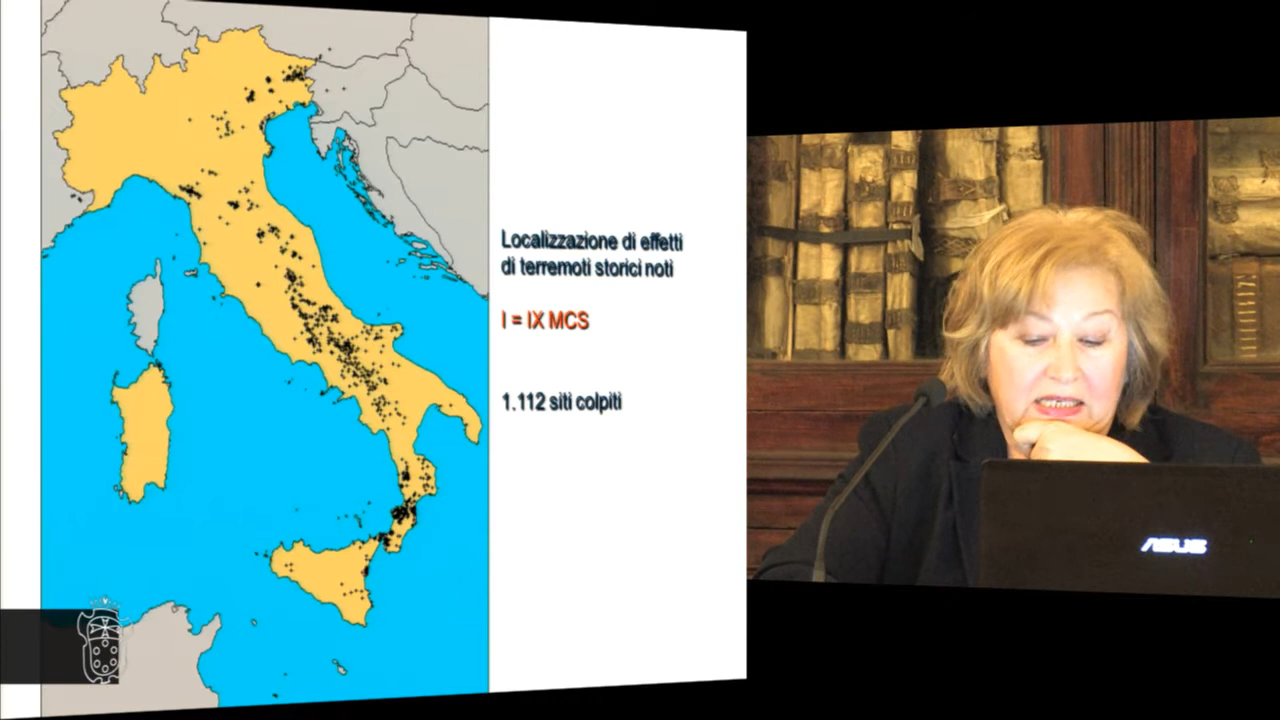 Localizzazione di effetti
di terremoti storici noti
I = IX MCS
1.112 siti colpiti
ASUS